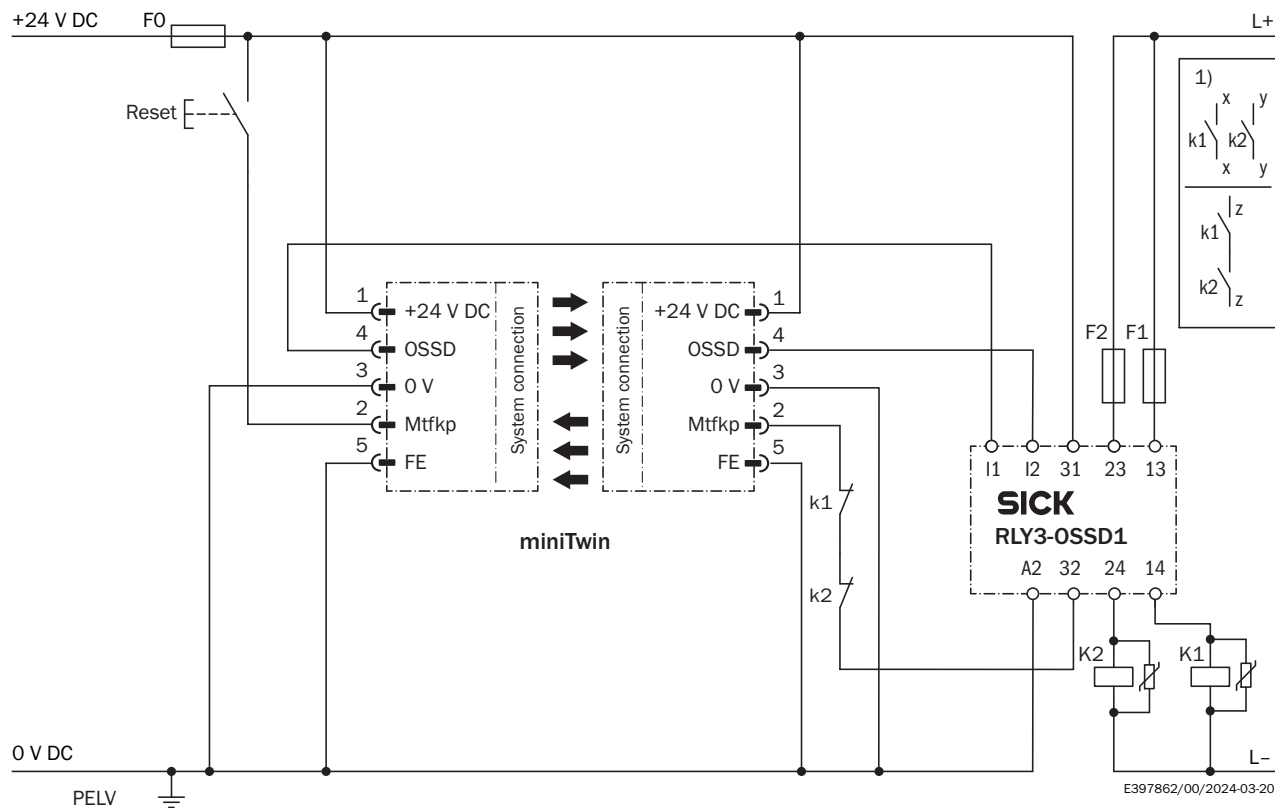 +24 V DC F0 L+
1)
x y
k1 k2
x y
z
k1
k2
z
Reset
1 +24 V DC
4 OSSD
3 0 V
2 Mtfkp
5 FE
System connection
System connection
+24 V DC 1
OSSD 4
0 V 3
Mtfkp 2
FE 5
miniTwin
k1
k2
F2 F1
I1 I2 31 23 13
SICK
RLY3-OSSD1
A2 32 24 14
K2 K1
0 V DC L–
PELV
E397862/00/2024-03-20